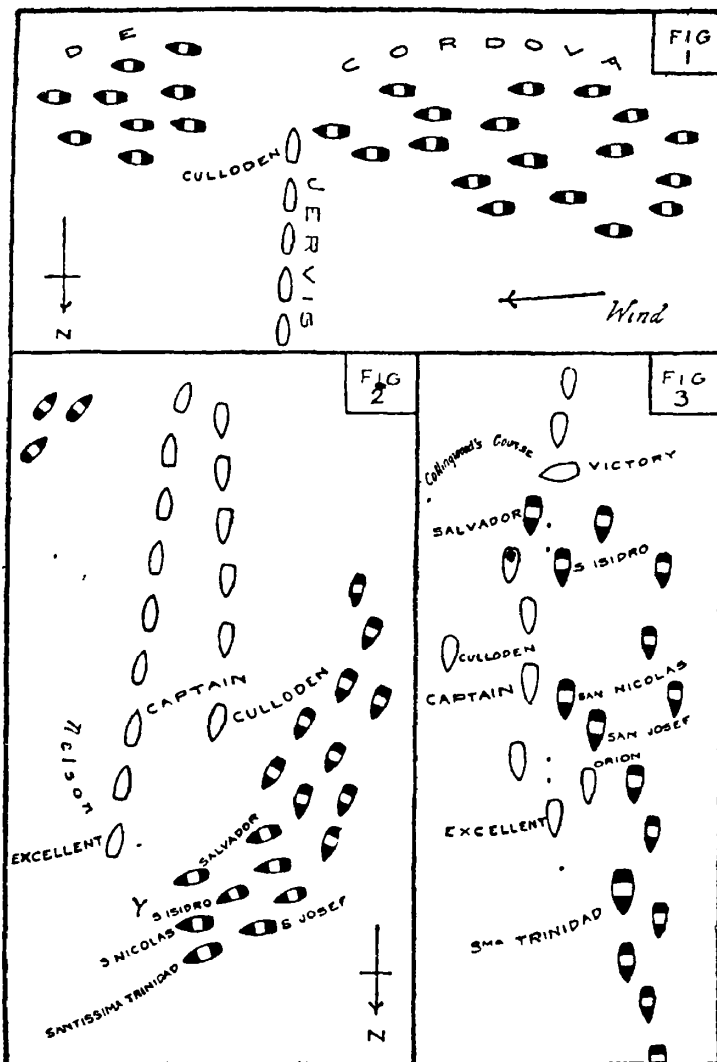 FIG
1
DE CORDOVA
CULLODEN
JERVIS
N
Wind
FIG
2
CAPTAIN
CULLODEN
Nelson
EXCELLENT
SALVADOR
Y
S ISIDRO
S NICOLAS
S JOSEF
SANTISSIMA TRINIDAD
N
FIG
3
Collingwood's Course
VICTORY
SALVADOR
S ISIDRO
CULLODEN
CAPTAIN
SAN NICOLAS
SAN JOSEF
ORION
EXCELLENT
Sma TRINIDAD